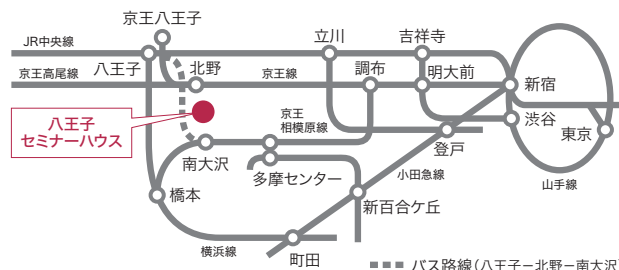 京王八王子
JR中央線
立川
吉祥寺
八王子
北野
京王高尾線
京王線
調布
明大前
新宿
八王子
セミナーハウス
京王
相模原線
渋谷
東京
登戸
南大沢
多摩センター
小田急線
山手線
橋本
新百合ケ丘
横浜線
町田
バス路線(八王子ー北野ー南大沢)